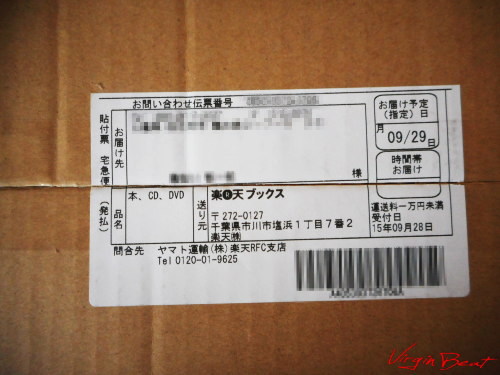 お問い合わせ伝票番号
貼付票 宅急便 (発払)
お届け先
様
お届け予定
(指定)日
月 09/29 日
時間帯
お届け
品名
本、CD、DVD
送り元
楽天ブックス
〒272-0127
千葉県市川市塩浜1丁目7番2
楽天㈱
運送料一万円未満
受付日
15年09月28日
問合先 ヤマト運輸(株)楽天RFC支店
Tel 0120-01-9625
Virgin Beat